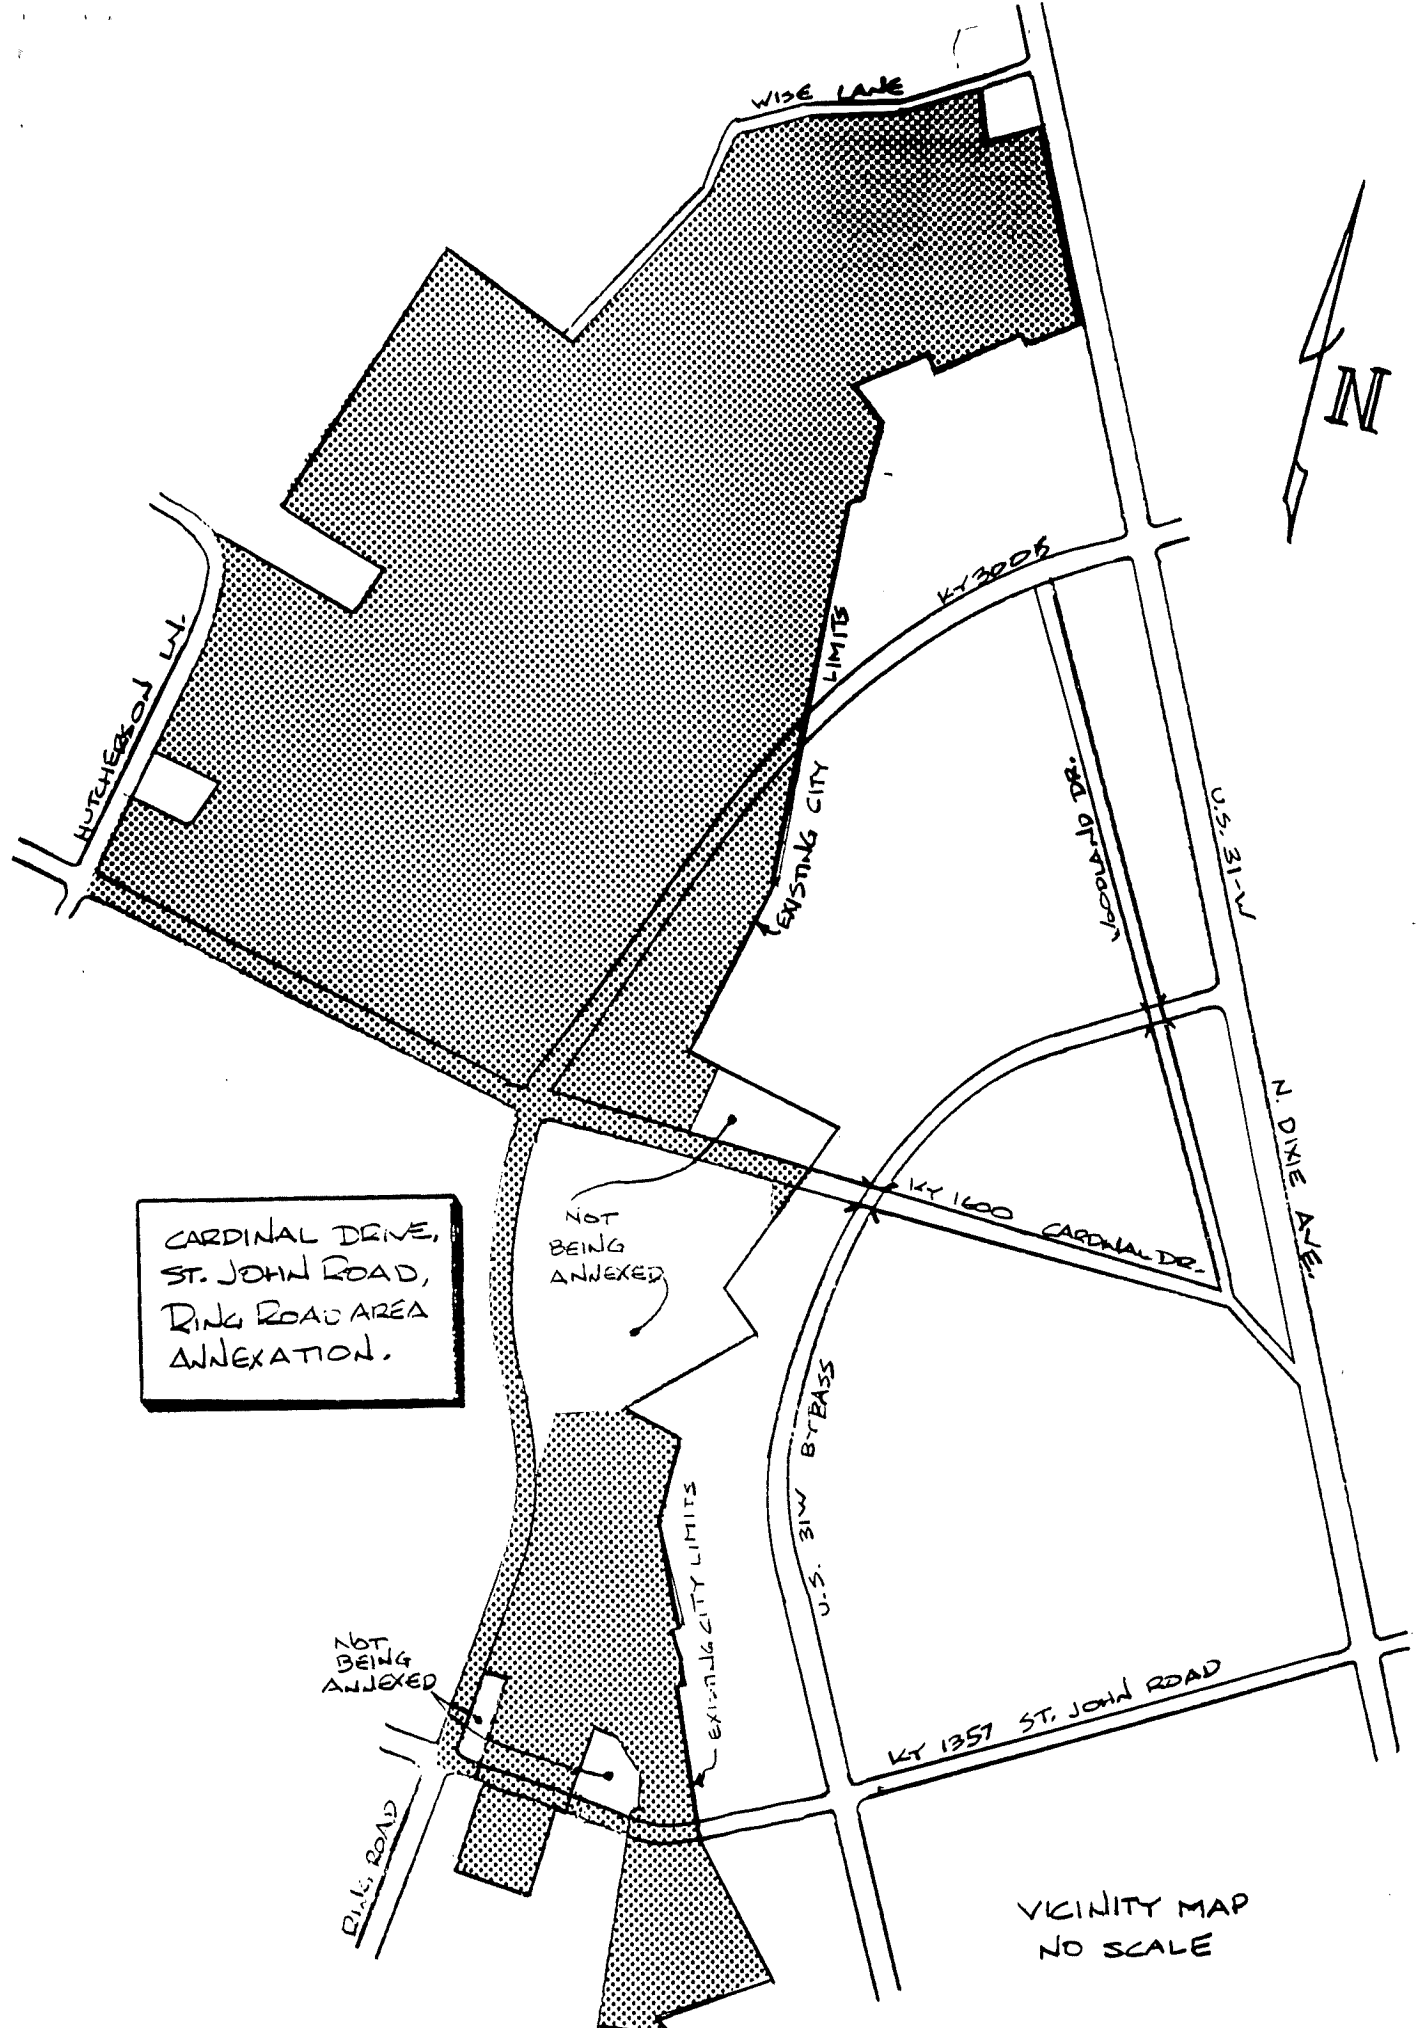 WISE LANE
N
KY 3005
HUTCHERSON LN.
EXISTING CITY LIMITS
WOODLAND DR.
U.S. 31-W
N. DIXIE AVE.
KY 1600 CARDINAL DR.
NOT
BEING
ANNEXED
CARDINAL DRIVE,
ST. JOHN ROAD,
RING ROAD AREA
ANNEXATION.
U.S. 31W BYPASS
EXISTING CITY LIMITS
NOT
BEING
ANNEXED
KY 1357 ST. JOHN ROAD
RING ROAD
VICINITY MAP
NO SCALE